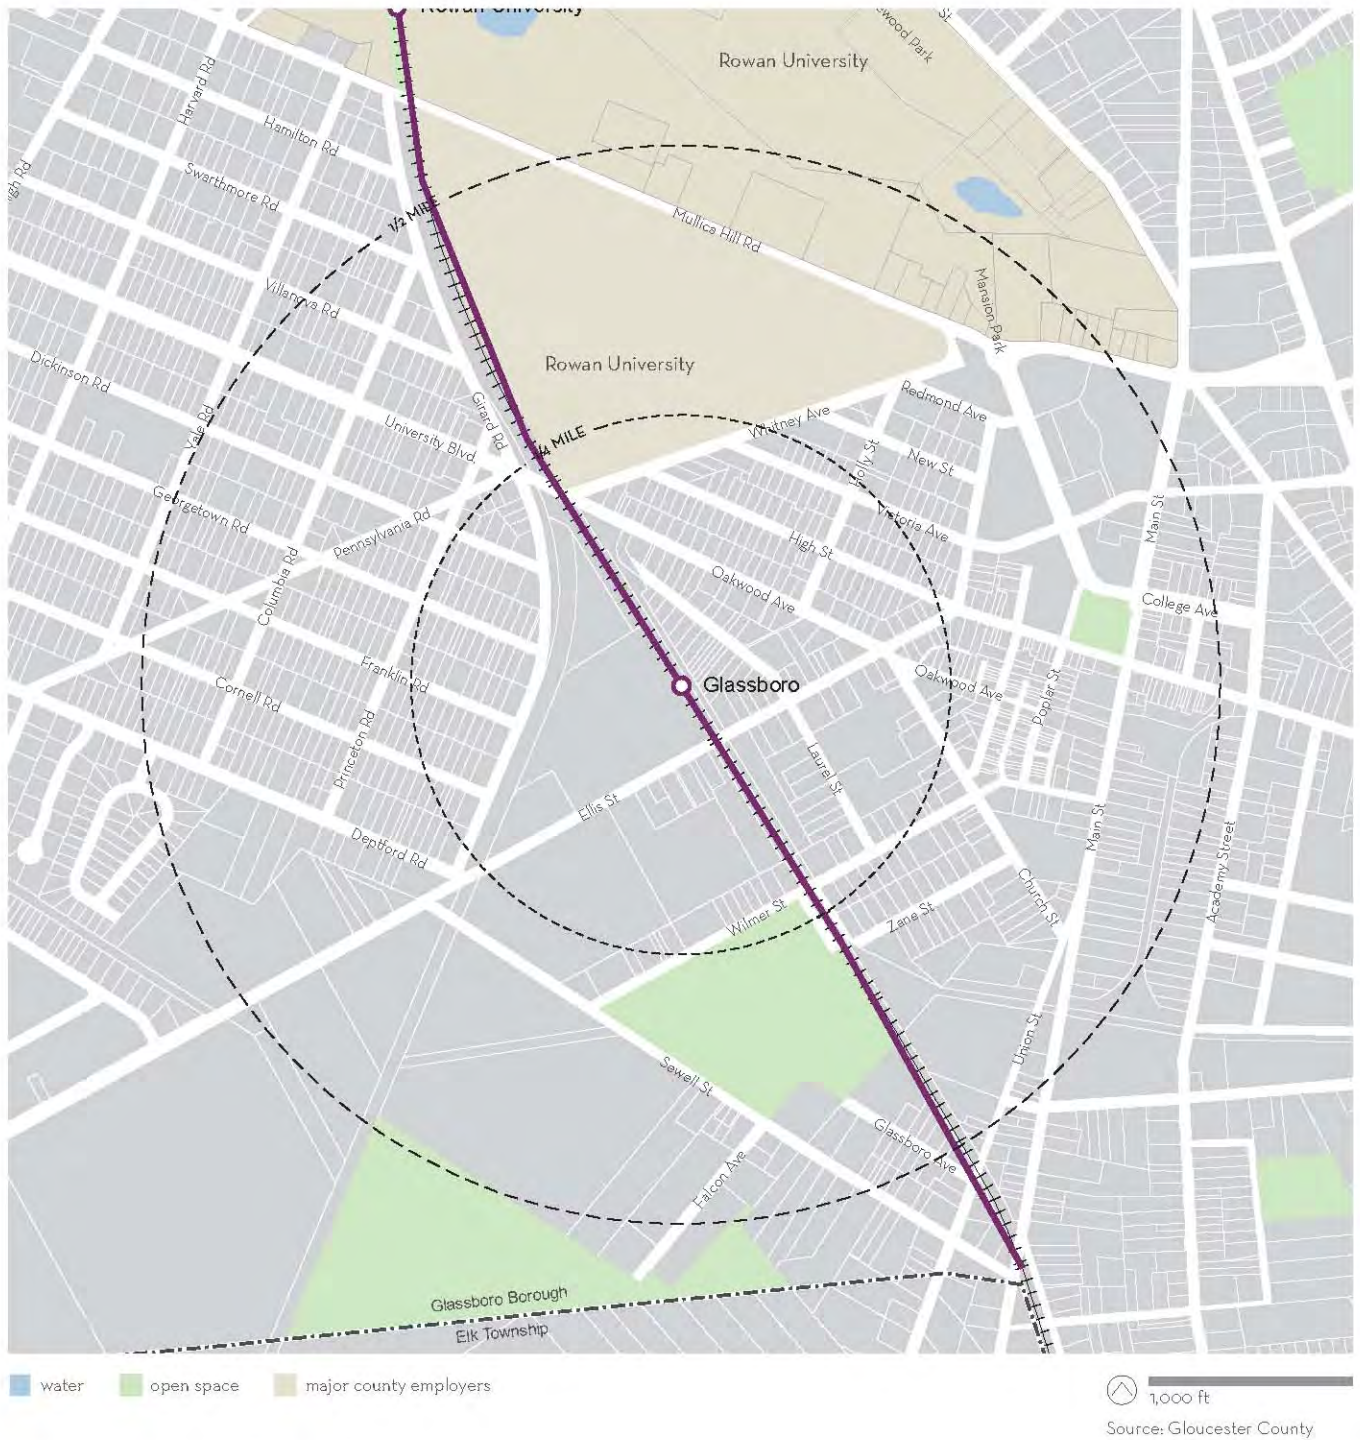 Rowan University
Rowan University
ewood Park
St
Harvard Rd
Hamilton Rd
Swarthmore Rd
igh Rd
1/2 MILE
Mullica Hill Rd
Mansion Park
Villanova Rd
Rowan University
Dickinson Rd
Girard Rd
Redmond Ave
Yale Rd
University Blvd
1/4 MILE
Whitney Ave
Holly St
New St
Georgetown Rd
Pennsylvania Rd
Victoria Ave
Main St
High St
Columbia Rd
Oakwood Ave
College Ave
Franklin Rd
Glassboro
Oakwood Ave
Poplar St
Cornell Rd
Princeton Rd
Laurel St
Ellis St
Main St
Deptford Rd
Academy Street
Church St
Wilmer St
Zane St
Union St
Sewell St
Glassboro Ave
Falcon Ave
Glassboro Borough
Elk Township
water
open space
major county employers
1,000 ft
Source: Gloucester County